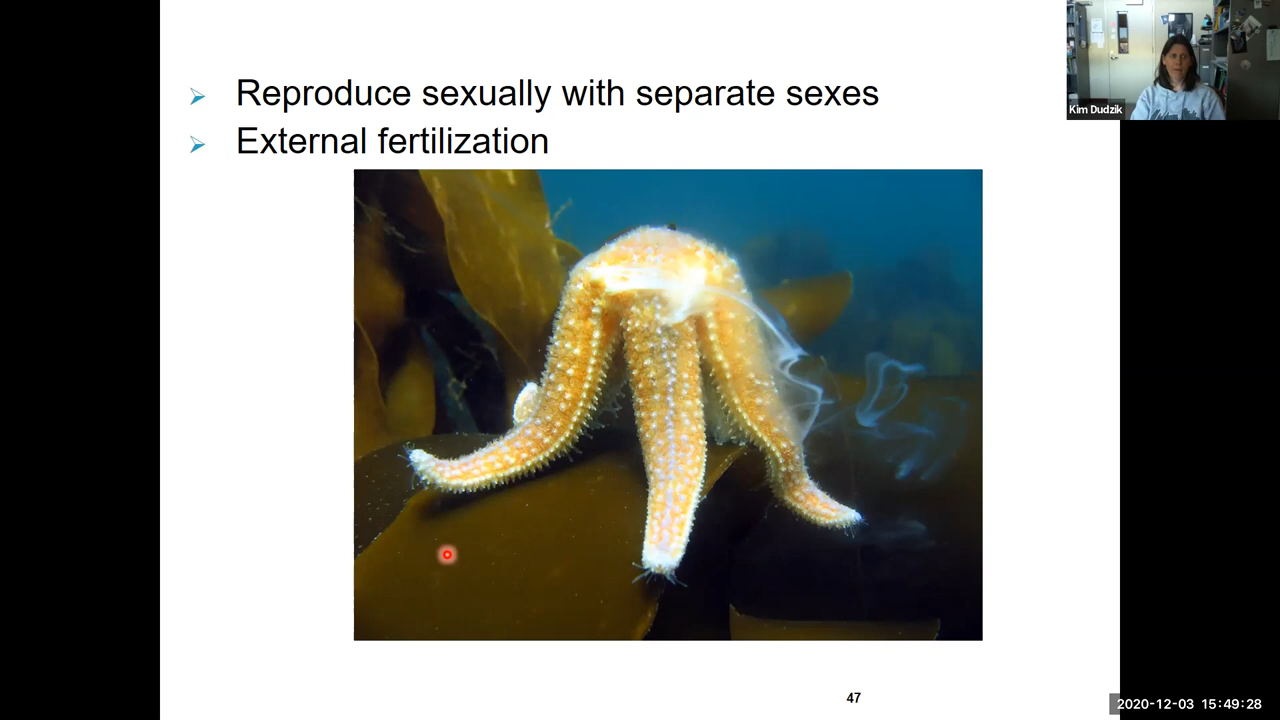 Reproduce sexually with separate sexes
External fertilization
Kim Dudzik
47
2020-12-03 15:49:28